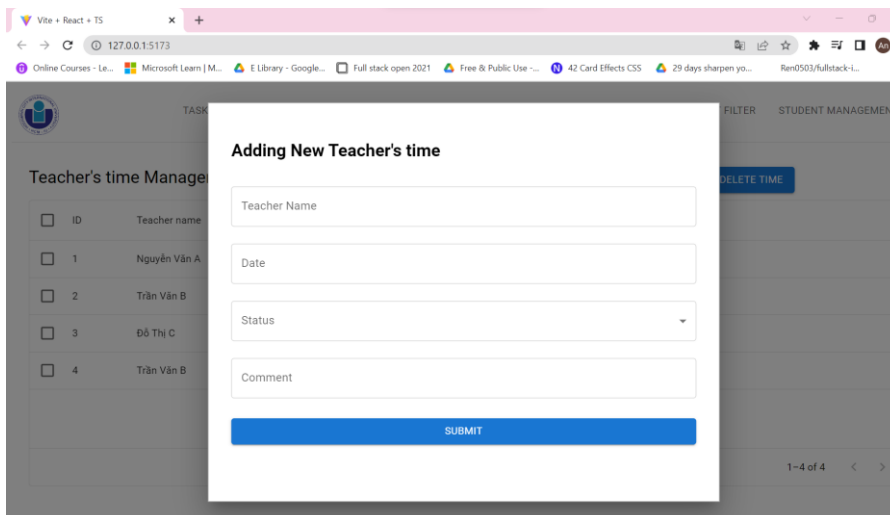 Vite + React + TS
127.0.0.1:5173
An
Online Courses - Le...
Microsoft Learn | M...
E Library - Google...
Full stack open 2021
Free & Public Use -...
42 Card Effects CSS
29 days sharpen yo...
Ren0503/fullstack-i...
TASK
FILTER
STUDENT MANAGEMEN
Teacher's time Manage
DELETE TIME
ID
Teacher name
1
Nguyễn Văn A
2
Trần Văn B
3
Đỗ Thị C
4
Trần Văn B
1–4 of 4
Adding New Teacher's time
Teacher Name
Date
Status
Comment
SUBMIT